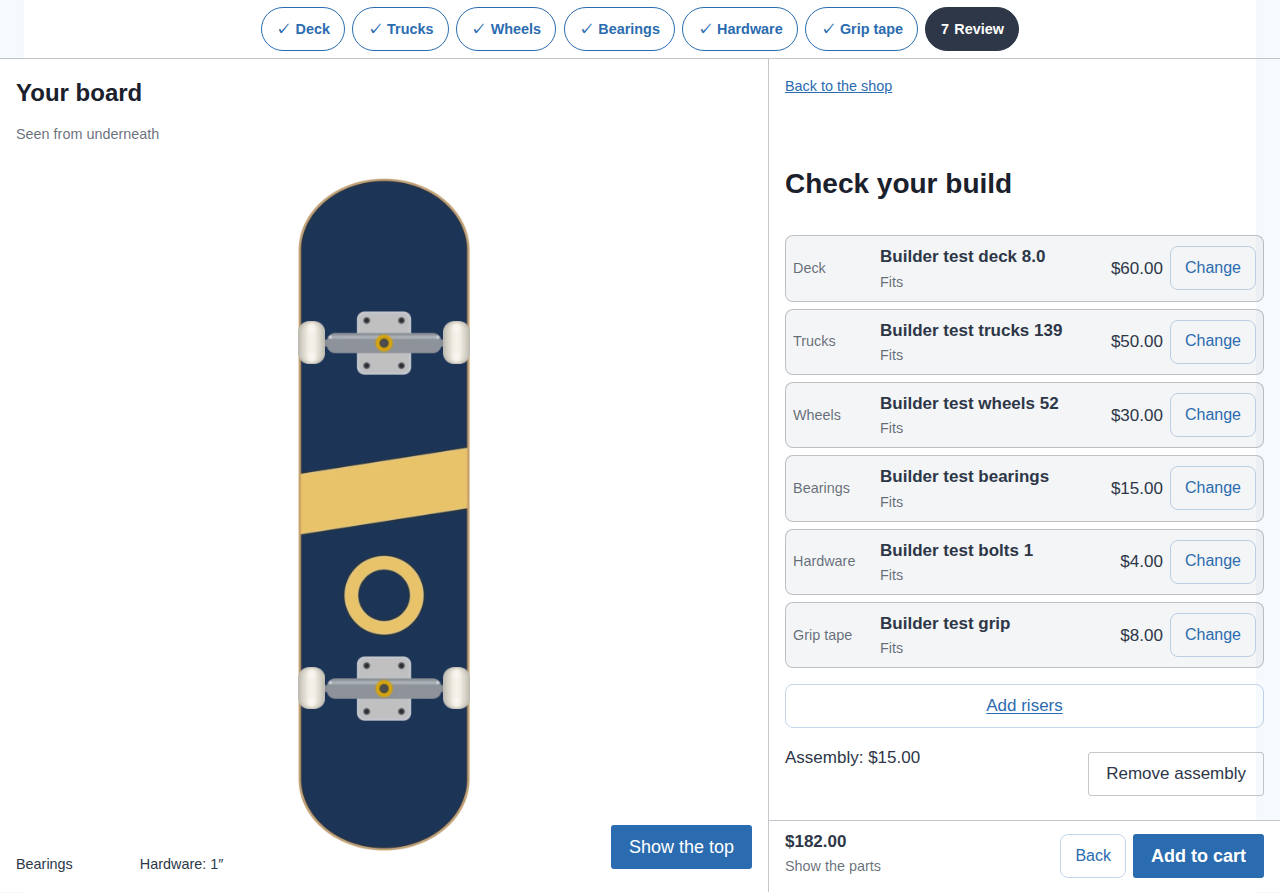 ✓ Deck
✓ Trucks
✓ Wheels
✓ Bearings
✓ Hardware
✓ Grip tape
7 Review
Your board
Seen from underneath
Bearings
Hardware: 1″
Show the top
Back to the shop
Check your build
Deck
Builder test deck 8.0
Fits
$60.00
Change
Trucks
Builder test trucks 139
Fits
$50.00
Change
Wheels
Builder test wheels 52
Fits
$30.00
Change
Bearings
Builder test bearings
Fits
$15.00
Change
Hardware
Builder test bolts 1
Fits
$4.00
Change
Grip tape
Builder test grip
Fits
$8.00
Change
Add risers
Assembly: $15.00
Remove assembly
$182.00
Show the parts
Back
Add to cart